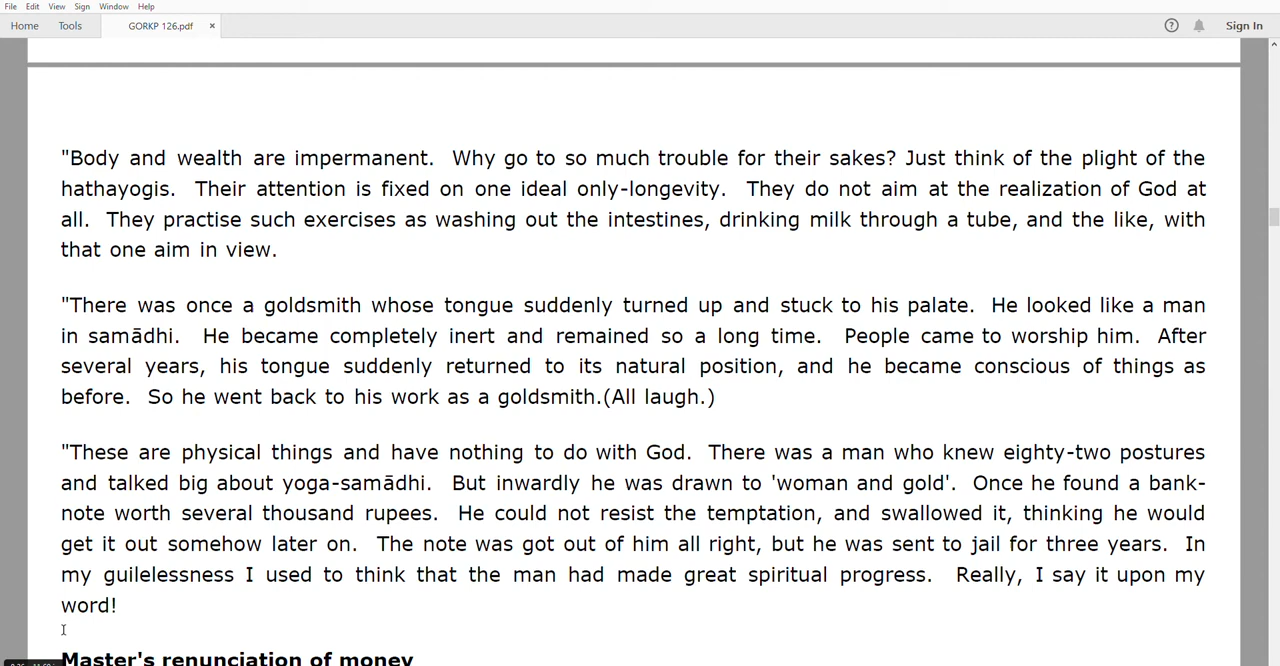 File Edit View Sign Window Help
Home Tools GORKP 126.pdf × ? Sign In
"Body and wealth are impermanent. Why go to so much trouble for their sakes? Just think of the plight of the
hathayogis. Their attention is fixed on one ideal only-longevity. They do not aim at the realization of God at
all. They practise such exercises as washing out the intestines, drinking milk through a tube, and the like, with
that one aim in view.
"There was once a goldsmith whose tongue suddenly turned up and stuck to his palate. He looked like a man
in samādhi. He became completely inert and remained so a long time. People came to worship him. After
several years, his tongue suddenly returned to its natural position, and he became conscious of things as
before. So he went back to his work as a goldsmith.(All laugh.)
"These are physical things and have nothing to do with God. There was a man who knew eighty-two postures
and talked big about yoga-samādhi. But inwardly he was drawn to 'woman and gold'. Once he found a bank-
note worth several thousand rupees. He could not resist the temptation, and swallowed it, thinking he would
get it out somehow later on. The note was got out of him all right, but he was sent to jail for three years. In
my guilelessness I used to think that the man had made great spiritual progress. Really, I say it upon my
word!
Master's renunciation of money